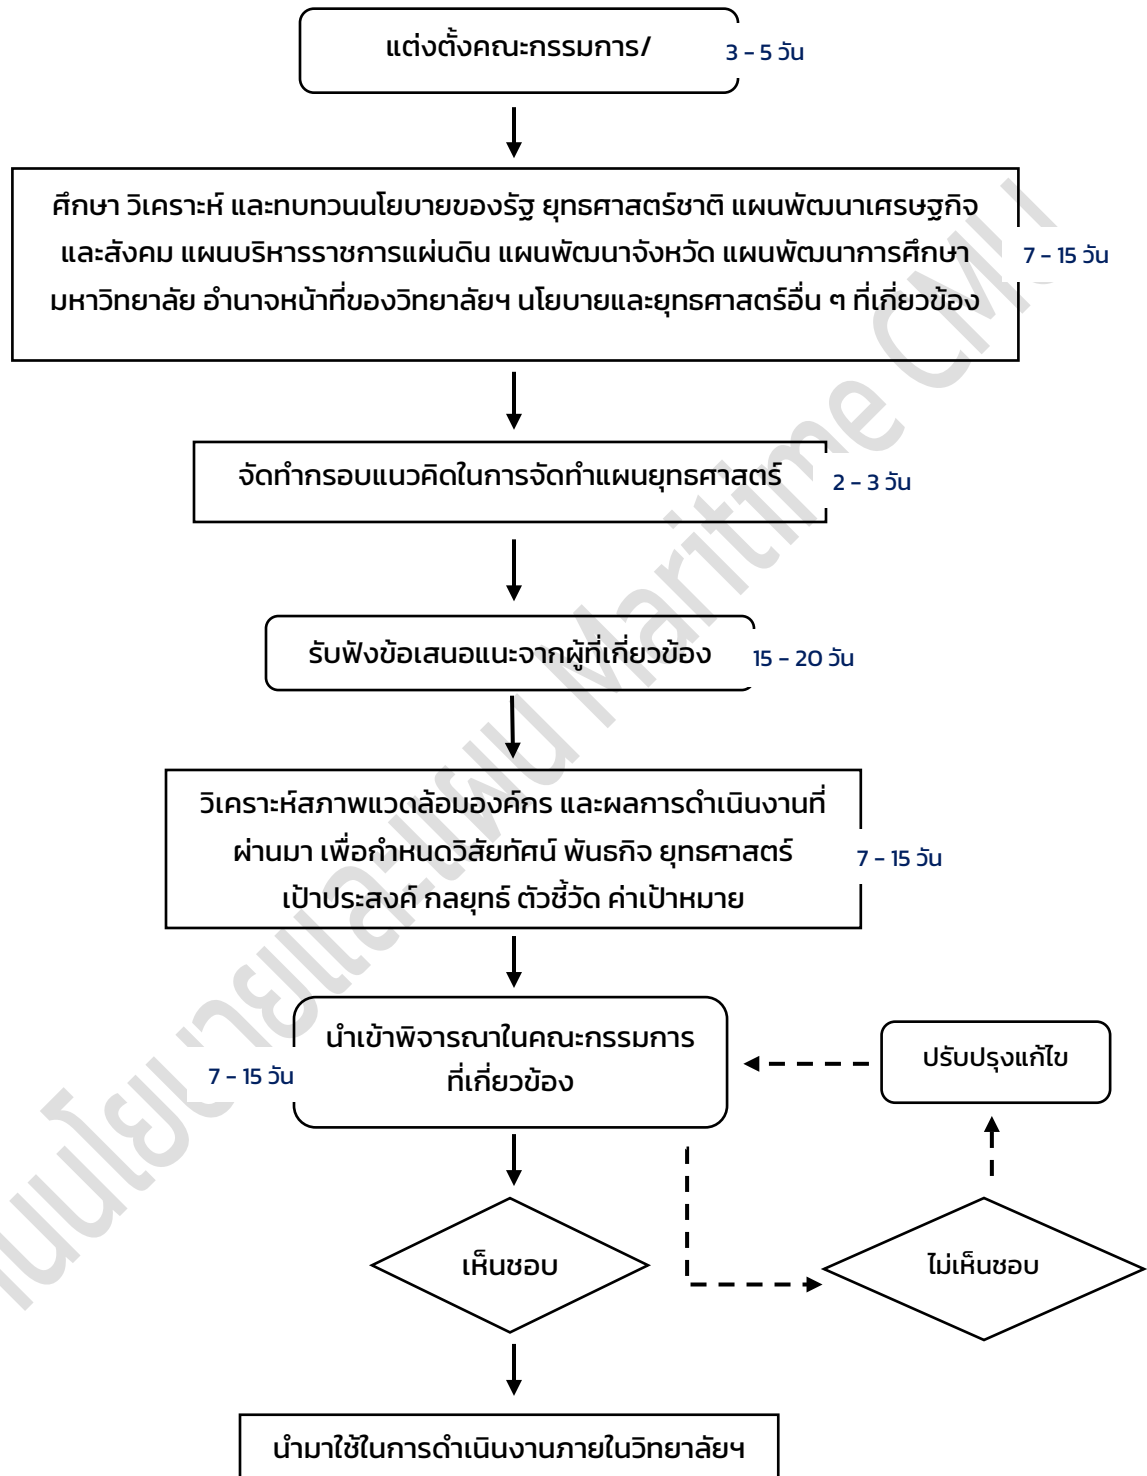 แต่งตั้งคณะกรรมการ/
3 - 5 วัน
ศึกษา วิเคราะห์ และทบทวนนโยบายของรัฐ ยุทธศาสตร์ชาติ แผนพัฒนาเศรษฐกิจ
และสังคม แผนบริหารราชการแผ่นดิน แผนพัฒนาจังหวัด แผนพัฒนาการศึกษา
มหาวิทยาลัย อำนาจหน้าที่ของวิทยาลัยฯ นโยบายและยุทธศาสตร์อื่น ๆ ที่เกี่ยวข้อง
7 - 15 วัน
จัดทำกรอบแนวคิดในการจัดทำแผนยุทธศาสตร์
2 - 3 วัน
รับฟังข้อเสนอแนะจากผู้ที่เกี่ยวข้อง
15 - 20 วัน
วิเคราะห์สภาพแวดล้อมองค์กร และผลการดำเนินงานที่
ผ่านมา เพื่อกำหนดวิสัยทัศน์ พันธกิจ ยุทธศาสตร์
เป้าประสงค์ กลยุทธ์ ตัวชี้วัด ค่าเป้าหมาย
7 - 15 วัน
นำเข้าพิจารณาในคณะกรรมการ
ที่เกี่ยวข้อง
7 - 15 วัน
ปรับปรุงแก้ไข
เห็นชอบ
ไม่เห็นชอบ
นำมาใช้ในการดำเนินงานภายในวิทยาลัยฯ
นนโยบายและแผน Maritime CMU